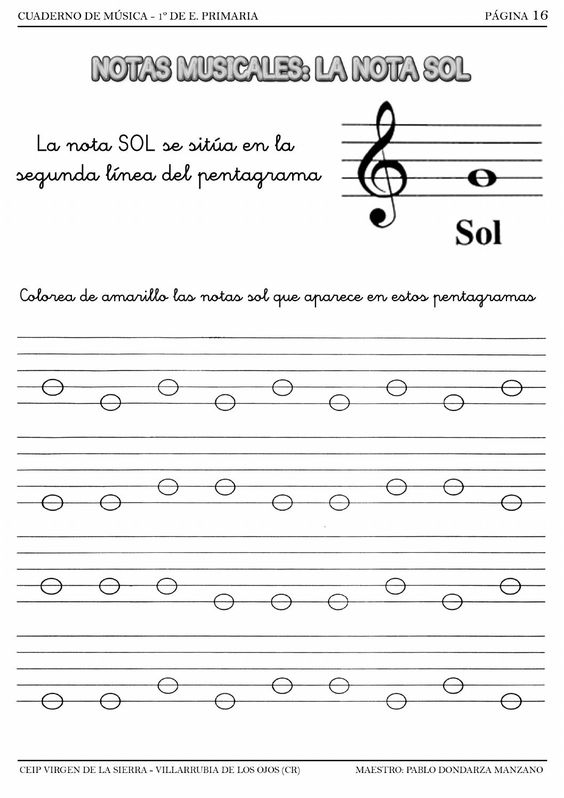 CUADERNO DE MÚSICA - 1º DE E. PRIMARIA
PÁGINA 16
NOTAS MUSICALES: LA NOTA SOL
La nota SOL se sitúa en la
segunda línea del pentagrama
Sol
Colorea de amarillo las notas sol que aparece en estos pentagramas
CEIP VIRGEN DE LA SIERRA - VILLARRUBIA DE LOS OJOS (CR)
MAESTRO: PABLO DONDARZA MANZANO